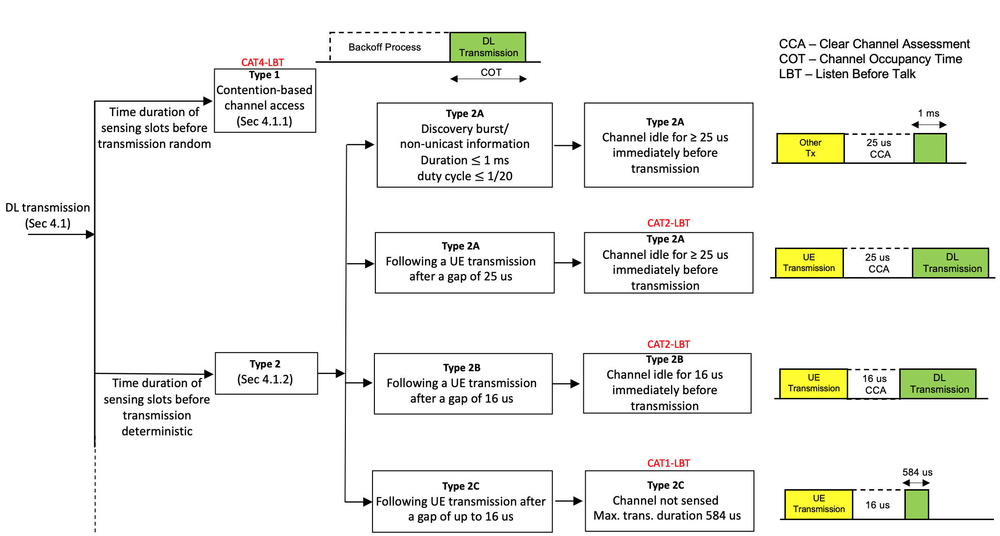 Backoff Process
DL
Transmission
COT
CCA – Clear Channel Assessment
COT – Channel Occupancy Time
LBT – Listen Before Talk
CAT4-LBT
Type 1
Contention-based
channel access
(Sec 4.1.1)
Time duration of
sensing slots before
transmission random
DL transmission
(Sec 4.1)
Type 2A
Discovery burst/
non-unicast information
Duration ≤ 1 ms
duty cycle ≤ 1/20
Type 2A
Channel idle for ≥ 25 us
immediately before
transmission
1 ms
Other
Tx
25 us
CCA
Type 2A
Following a UE transmission
after a gap of 25 us
CAT2-LBT
Type 2A
Channel idle for ≥ 25 us
immediately before
transmission
UE
Transmission
25 us
CCA
DL
Transmission
Type 2
(Sec 4.1.2)
Time duration of
sensing slots before
transmission
deterministic
Type 2B
Following a UE transmission
after a gap of 16 us
CAT2-LBT
Type 2B
Channel idle for 16 us
immediately before
transmission
UE
Transmission
16 us
CCA
DL
Transmission
Type 2C
Following UE transmission after
a gap of up to 16 us
CAT1-LBT
Type 2C
Channel not sensed
Max. trans. duration 584 us
584 us
UE
Transmission
16 us